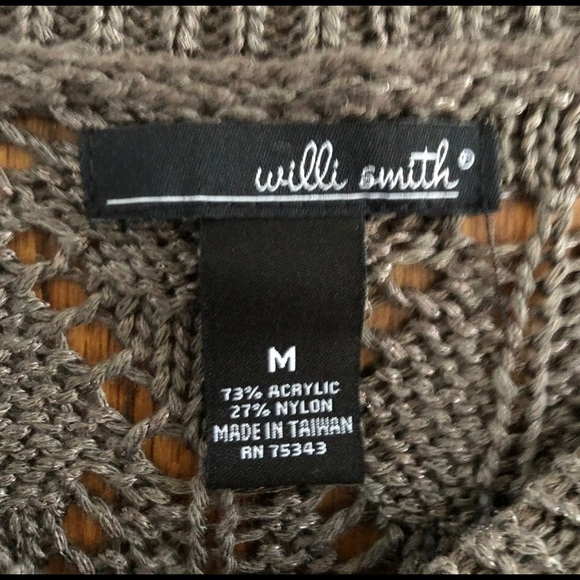 willi smith®
M
73% ACRYLIC
27% NYLON
MADE IN TAIWAN
RN 75343